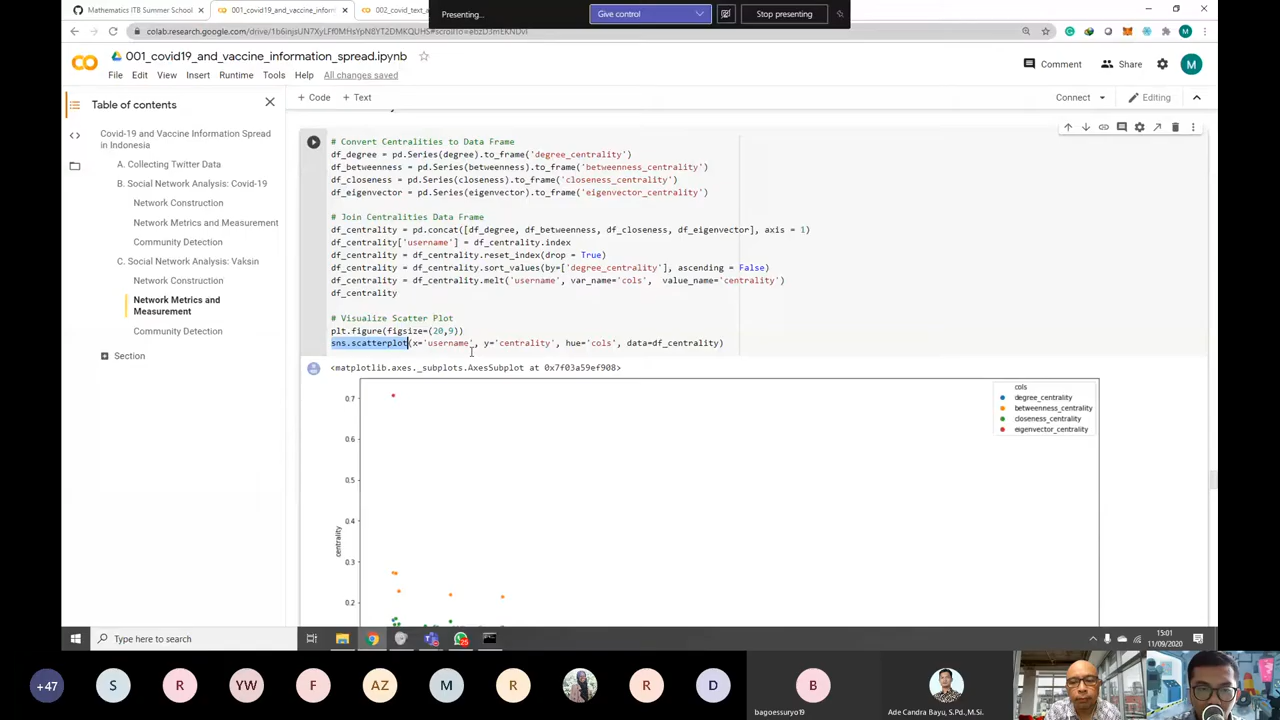 Mathematics ITB Summer School
001_covid19_and_vaccine_inform
002_covid_text_a
Presenting...
Give control
Stop presenting
001_covid19_and_vaccine_information_spread.ipynb
File Edit View Insert Runtime Tools Help All changes saved
Comment
Share
M
+ Code + Text
Connect
Editing
Table of contents
Covid-19 and Vaccine Information Spread
in Indonesia
A. Collecting Twitter Data
B. Social Network Analysis: Covid-19
Network Construction
Network Metrics and Measurement
Community Detection
C. Social Network Analysis: Vaksin
Network Construction
Network Metrics and
Measurement
Community Detection
Section
# Convert Centralities to Data Frame
df_degree = pd.Series(degree).to_frame('degree_centrality')
df_betweenness = pd.Series(betweenness).to_frame('betweenness_centrality')
df_closeness = pd.Series(closeness).to_frame('closeness_centrality')
df_eigenvector = pd.Series(eigenvector).to_frame('eigenvector_centrality')
# Join Centralities Data Frame
df_centrality = pd.concat([df_degree, df_betweenness, df_closeness, df_eigenvector], axis = 1)
df_centrality['username'] = df_centrality.index
df_centrality = df_centrality.reset_index(drop = True)
df_centrality = df_centrality.sort_values(by=['degree_centrality'], ascending = False)
df_centrality = df_centrality.melt('username', var_name='cols', value_name='centrality')
df_centrality
# Visualize Scatter Plot
plt.figure(figsize=(20,9))
sns.scatterplot(x='username', y='centrality', hue='cols', data=df_centrality)
<matplotlib.axes._subplots.AxesSubplot at 0x7f03a59ef908>
cols
degree_centrality
betweenness_centrality
closeness_centrality
eigenvector_centrality
0.7
0.6
0.5
0.4
0.3
0.2
centrality
Type here to search
25
15:01
11/09/2020
+47
S
R
YW
F
AZ
M
R
R
D
B
bagoessuryo19
Ade Candra Bayu, S.Pd.,M.Si.